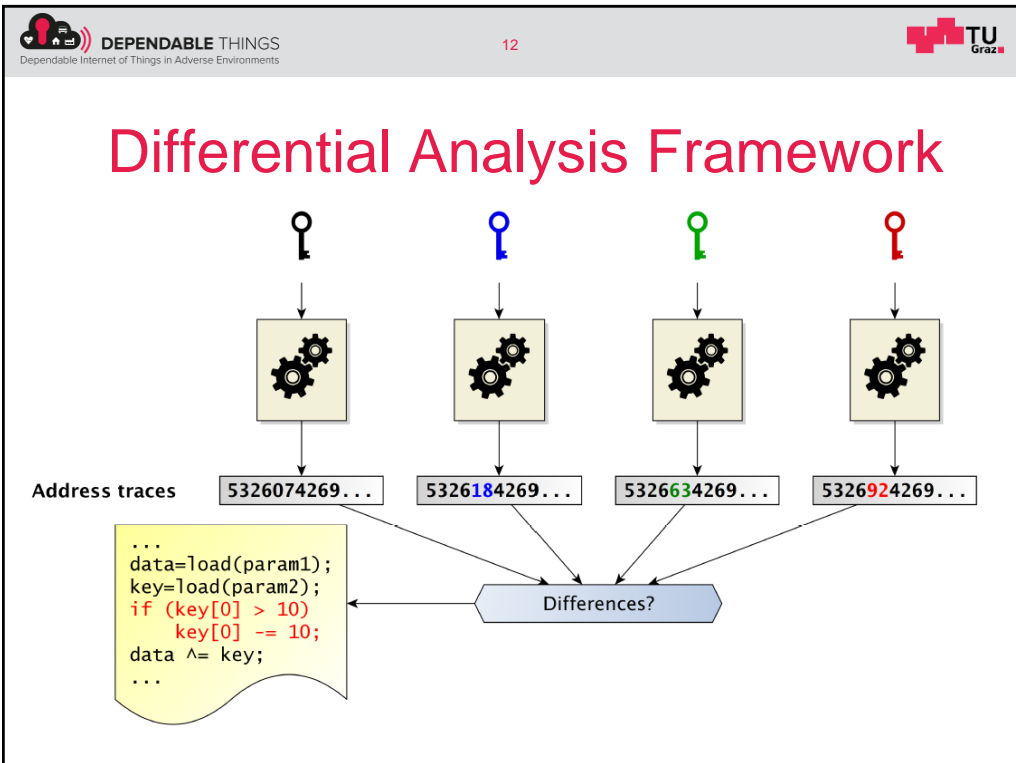 DEPENDABLE THINGS
Dependable Internet of Things in Adverse Environments
12
TU
Graz
Differential Analysis Framework
Address traces
5326074269...
5326184269...
5326634269...
5326924269...
...
data=load(param1);
key=load(param2);
if (key[0] > 10)
    key[0] -= 10;
data ^= key;
...
Differences?